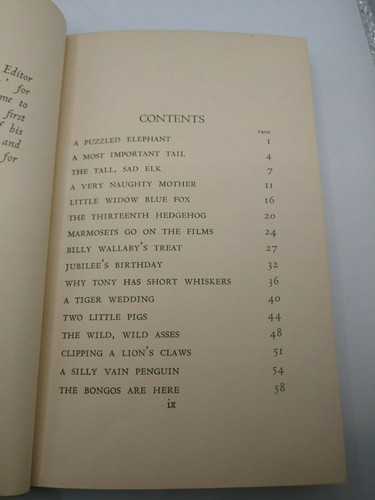 Editor
' for
me to
first
f his
and
for
CONTENTS
PAGE
A PUZZLED ELEPHANT 1
A MOST IMPORTANT TAIL 4
THE TALL, SAD ELK 7
A VERY NAUGHTY MOTHER 11
LITTLE WIDOW BLUE FOX 16
THE THIRTEENTH HEDGEHOG 20
MARMOSETS GO ON THE FILMS 24
BILLY WALLABY'S TREAT 27
JUBILEE'S BIRTHDAY 32
WHY TONY HAS SHORT WHISKERS 36
A TIGER WEDDING 40
TWO LITTLE PIGS 44
THE WILD, WILD ASSES 48
CLIPPING A LION'S CLAWS 51
A SILLY VAIN PENGUIN 54
THE BONGOS ARE HERE 58
ix